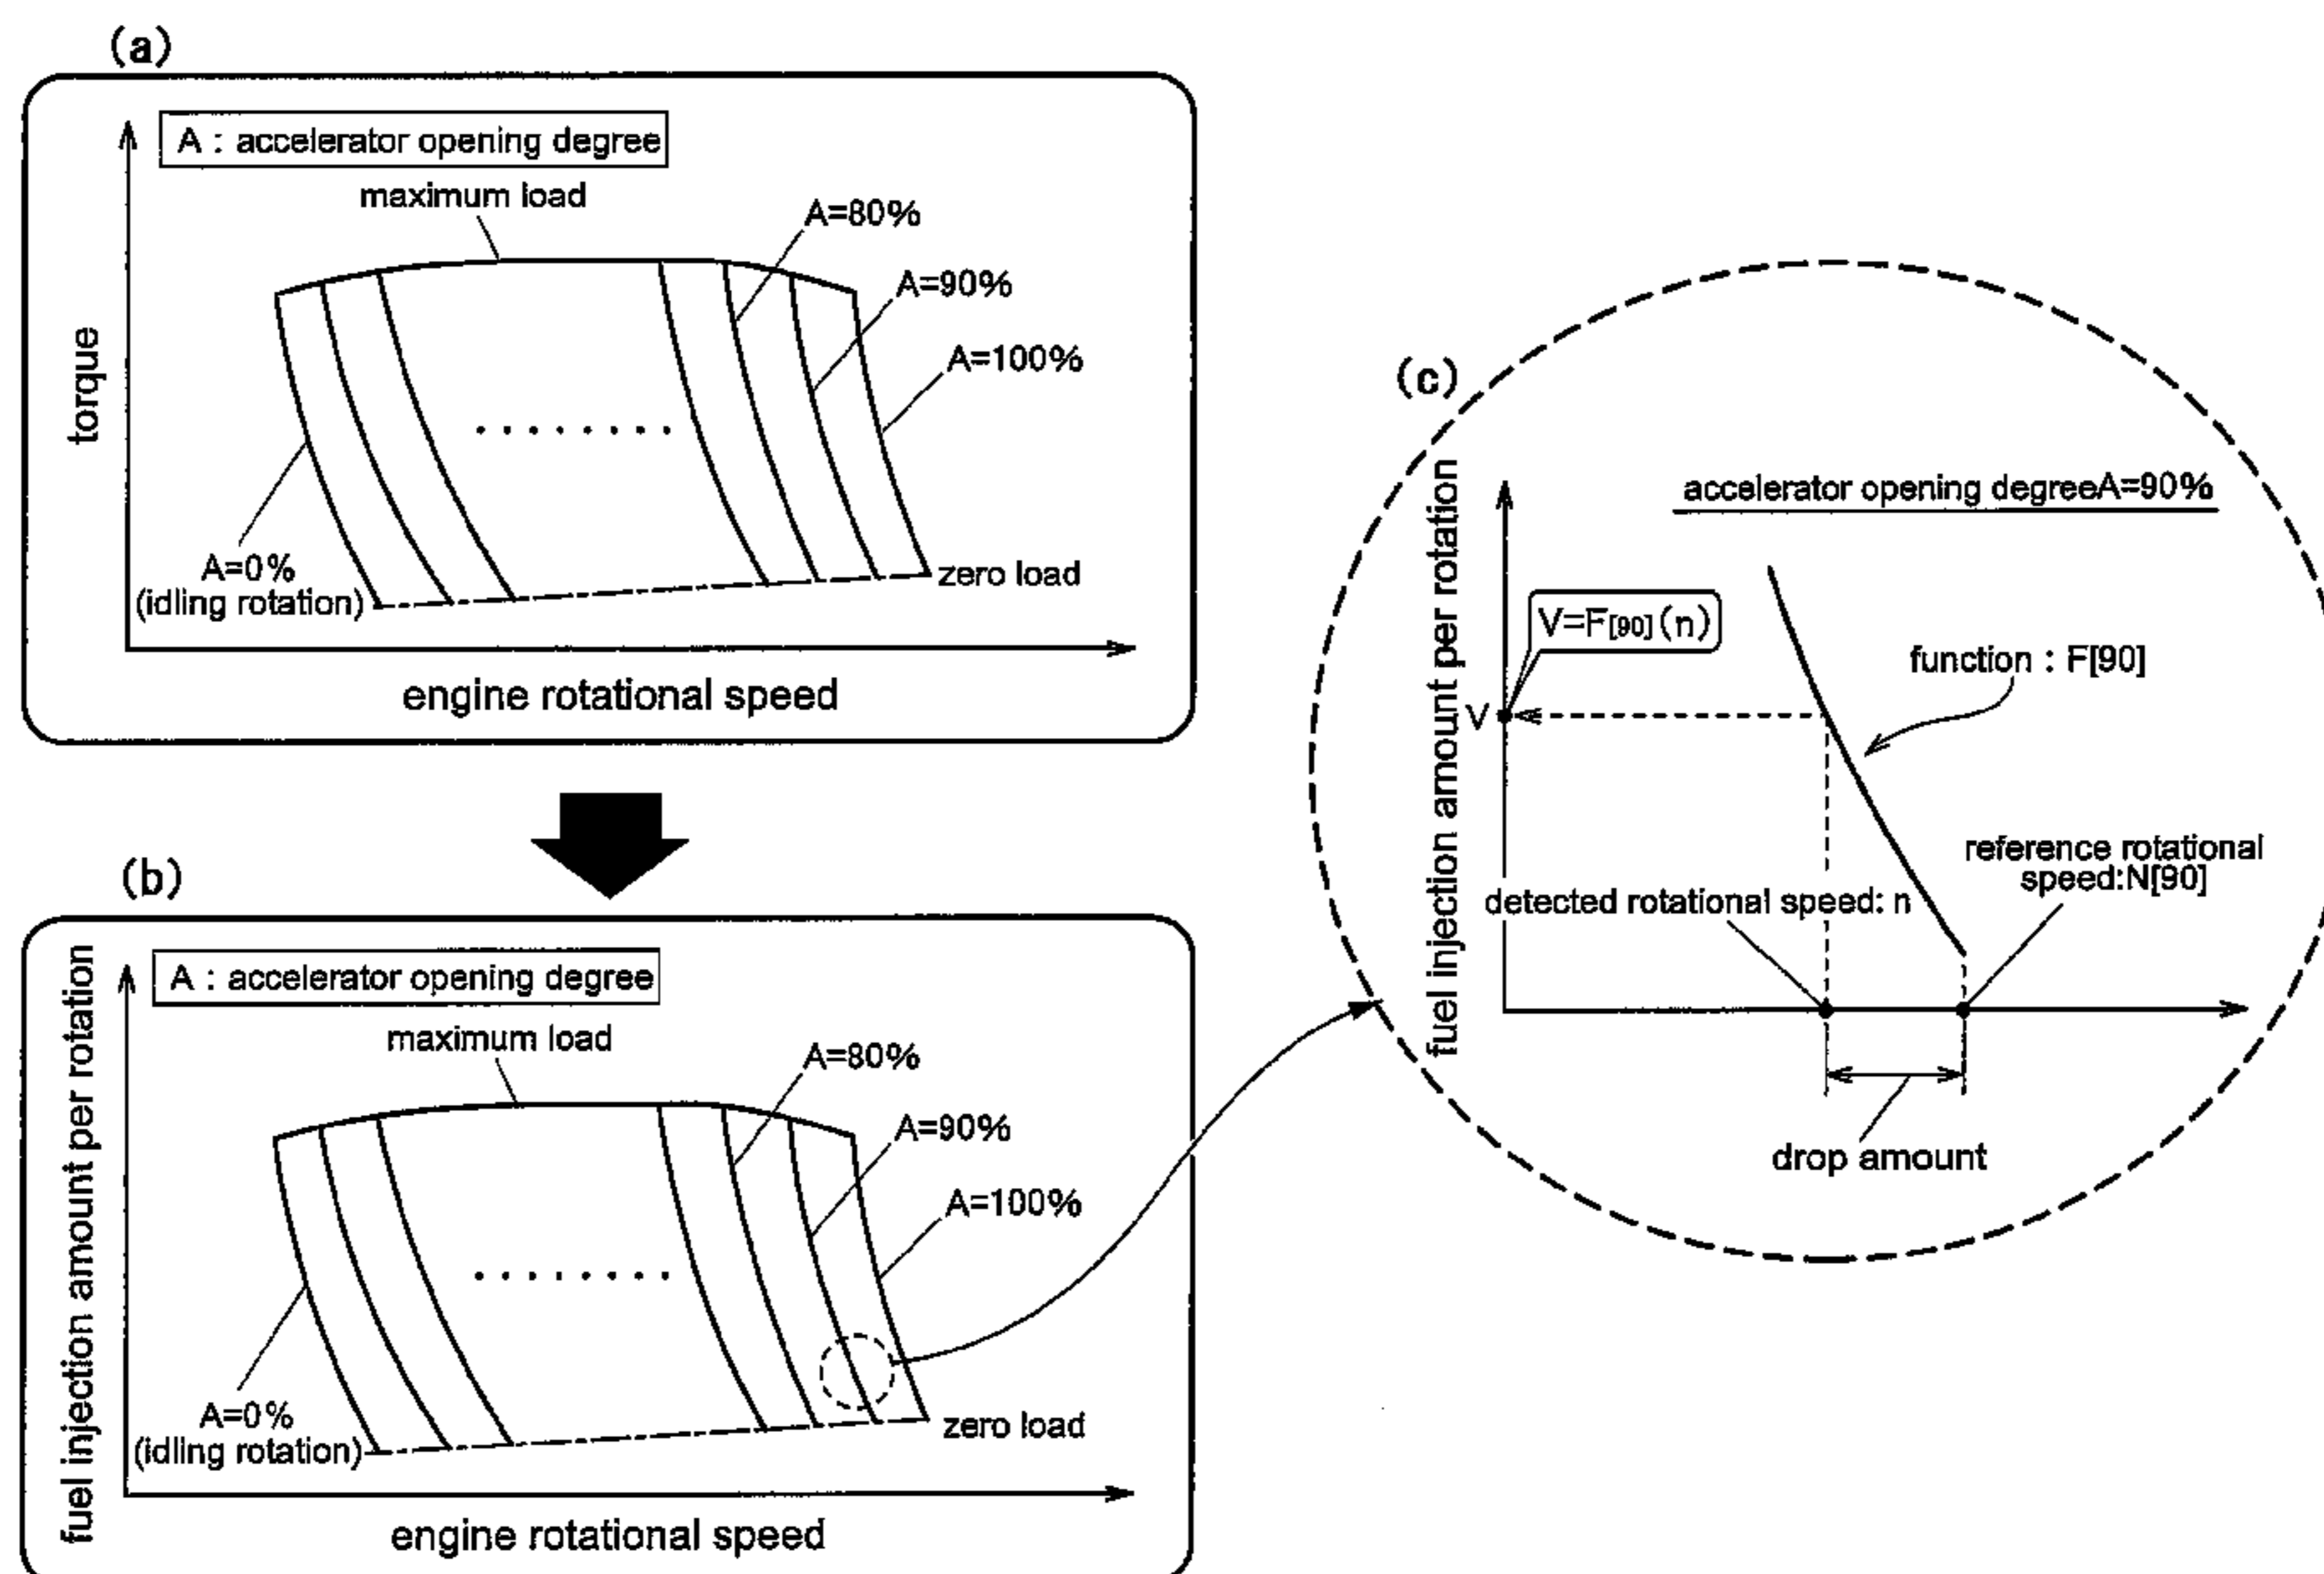 (a)
A : accelerator opening degree
maximum load
A=80%
A=90%
A=100%
torque
A=0%
(idling rotation)
zero load
engine rotational speed
(b)
A : accelerator opening degree
maximum load
A=80%
A=90%
A=100%
fuel injection amount per rotation
A=0%
(idling rotation)
zero load
engine rotational speed
(c)
accelerator opening degreeA=90%
fuel injection amount per rotation
V=F[90](n)
function : F[90]
V
reference rotational
speed:N[90]
detected rotational speed: n
drop amount